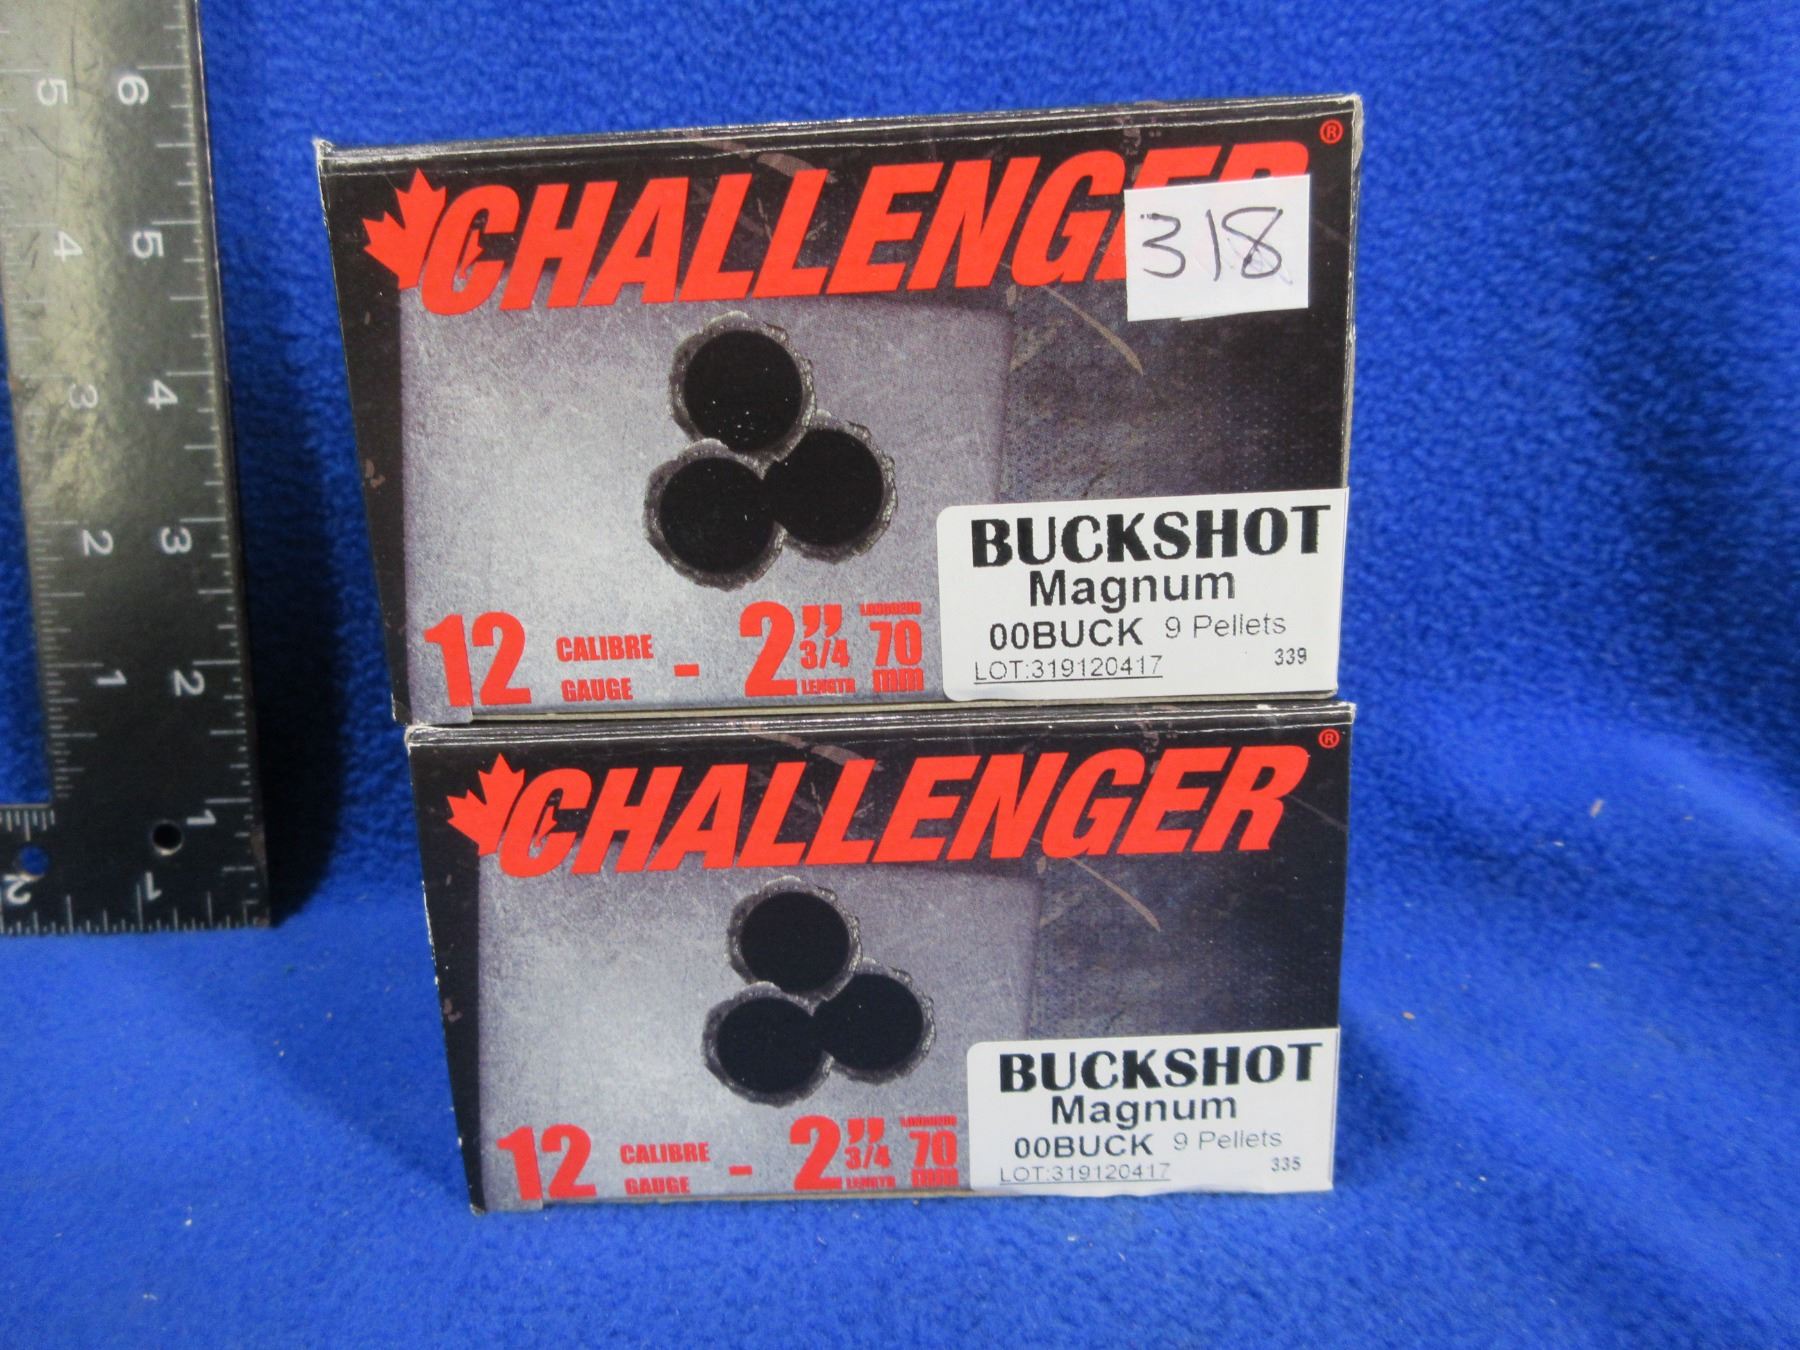 5 6
4 5
3 4
2 3
1 2
1
2 1
CHALLENGER®
318
BUCKSHOT
Magnum
00BUCK 9 Pellets
LOT:319120417 339
12 CALIBRE GAUGE - 2" 3/4 LENGTH LONGUEUR 70 mm
CHALLENGER®
BUCKSHOT
Magnum
00BUCK 9 Pellets
LOT:319120417 335
12 CALIBRE GAUGE - 2" 3/4 LENGTH LONGUEUR 70 mm